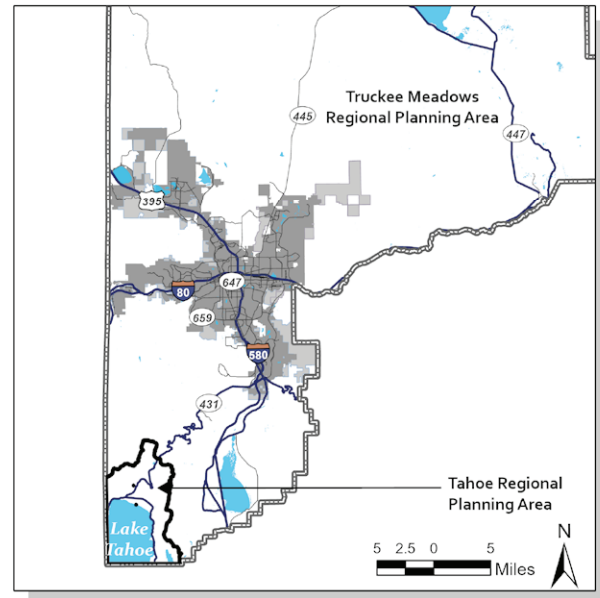 Truckee Meadows
Regional Planning Area
445
447
395
80
647
659
580
431
Tahoe Regional
Planning Area
Lake
Tahoe
N
5 2.5 0 5
Miles